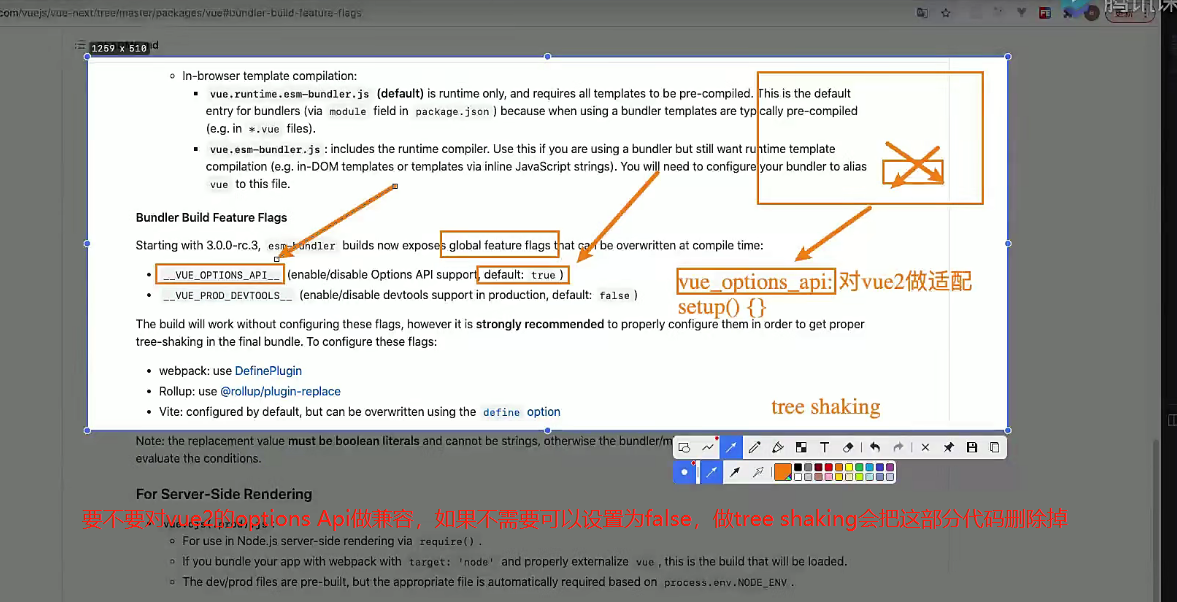 com/vuejs/vue-next/tree/master/packages/vue#bundler-build-feature-flags
腾讯课
更新
1259 x 510
In-browser template compilation:
vue.runtime.esm-bundler.js (default) is runtime only, and requires all templates to be pre-compiled. This is the default
entry for bundlers (via module field in package.json ) because when using a bundler templates are typically pre-compiled
(e.g. in *.vue files).
vue.esm-bundler.js : includes the runtime compiler. Use this if you are using a bundler but still want runtime template
compilation (e.g. in-DOM templates or templates via inline JavaScript strings). You will need to configure your bundler to alias
vue to this file.
Bundler Build Feature Flags
Starting with 3.0.0-rc.3, esm-bundler builds now exposes global feature flags that can be overwritten at compile time:
__VUE_OPTIONS_API__ (enable/disable Options API support, default: true )
__VUE_PROD_DEVTOOLS__ (enable/disable devtools support in production, default: false )
vue_options_api: 对vue2做适配
setup() {}
The build will work without configuring these flags, however it is strongly recommended to properly configure them in order to get proper
tree-shaking in the final bundle. To configure these flags:
webpack: use DefinePlugin
Rollup: use @rollup/plugin-replace
Vite: configured by default, but can be overwritten using the define option
tree shaking
Note: the replacement value must be boolean literals and cannot be strings, otherwise the bundler/m
evaluate the conditions.
For Server-Side Rendering
要不要对vue2的options Api做兼容，如果不需要可以设置为false，做tree shaking会把这部分代码删除掉
vue.cjs(.prod).js :
For use in Node.js server-side rendering via require() .
If you bundle your app with webpack with target: 'node' and properly externalize vue , this is the build that will be loaded.
The dev/prod files are pre-built, but the appropriate file is automatically required based on process.env.NODE_ENV .